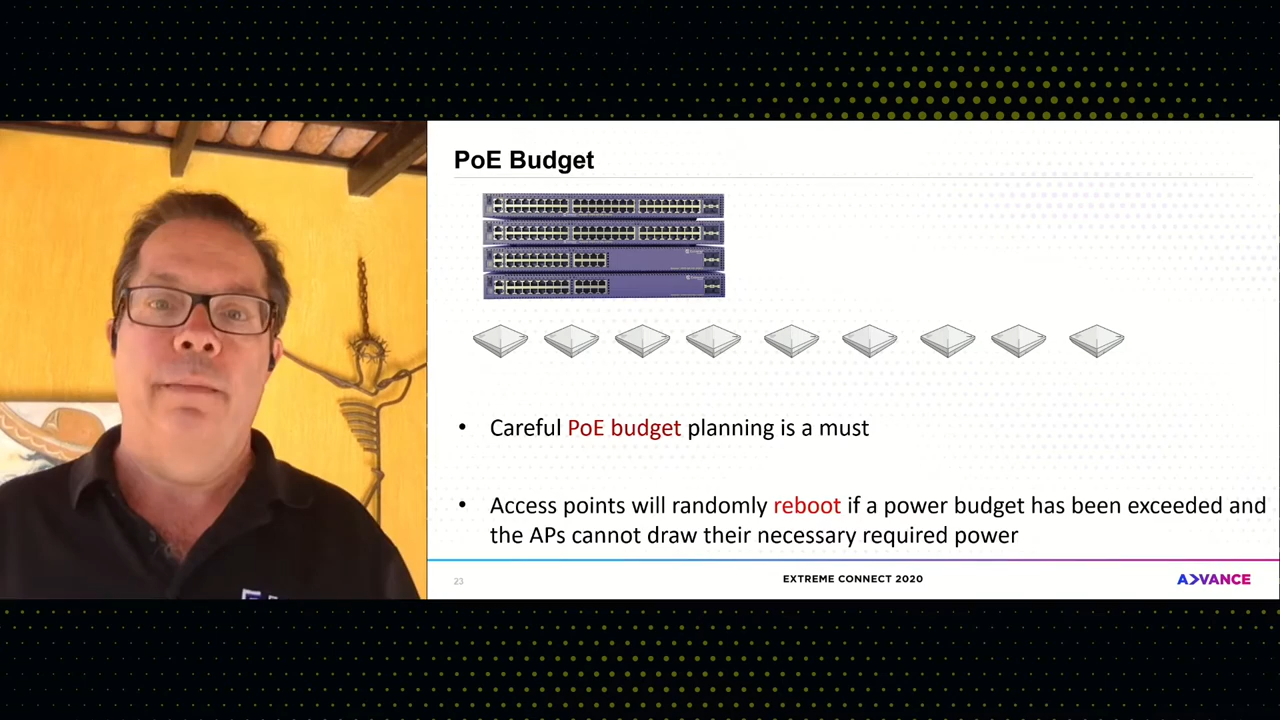 PoE Budget
• Careful PoE budget planning is a must
• Access points will randomly reboot if a power budget has been exceeded and
the APs cannot draw their necessary required power
23
EXTREME CONNECT 2020
ADVANCE